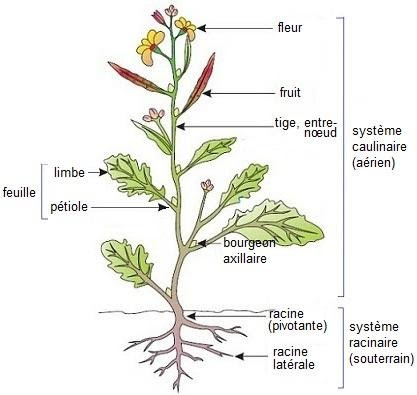 fleur
fruit
tige, entre-
nœud
système
caulinaire
(aérien)
limbe
feuille
pétiole
bourgeon
axillaire
racine
(pivotante)
racine
latérale
système
racinaire
(souterrain)